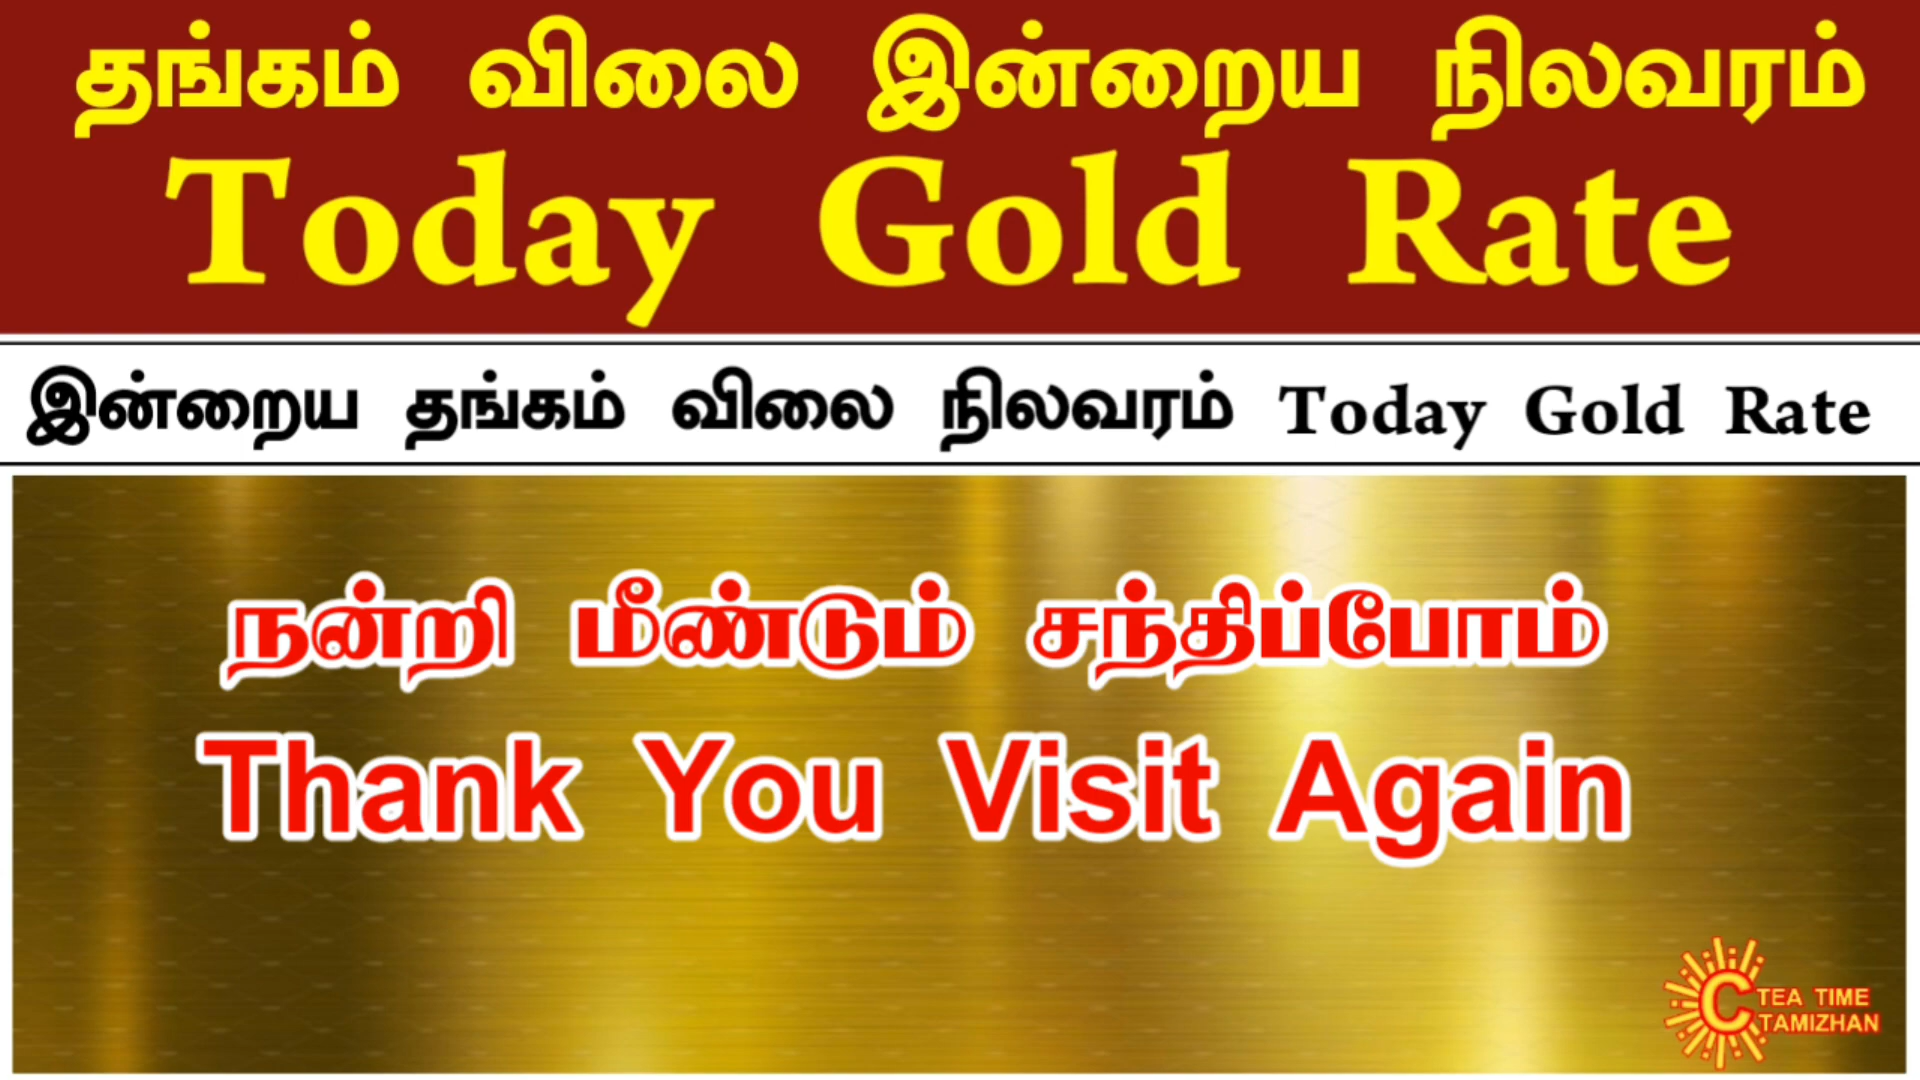 தங்கம் விலை இன்றைய நிலவரம்
Today Gold Rate
இன்றைய தங்கம் விலை நிலவரம் Today Gold Rate
நன்றி மீண்டும் சந்திப்போம்
Thank You Visit Again
C TEA TIME
TAMIZHAN